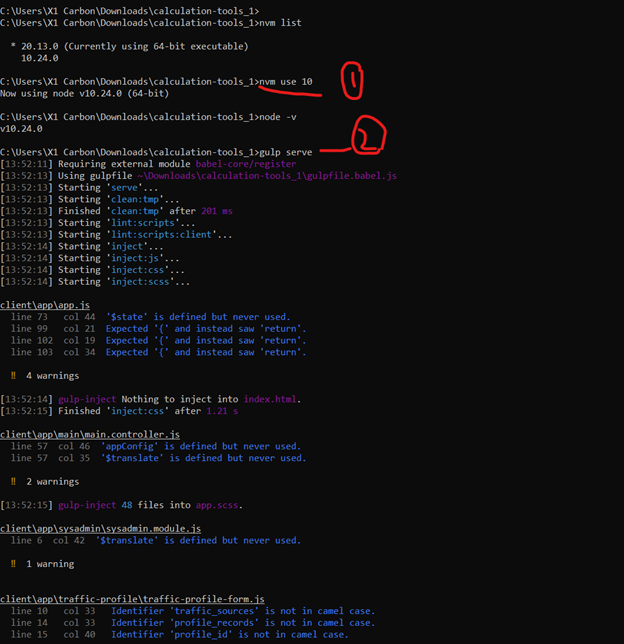 C:\Users\X1 Carbon\Downloads\calculation-tools_1>
C:\Users\X1 Carbon\Downloads\calculation-tools_1>nvm list
* 20.13.0 (Currently using 64-bit executable)
10.24.0
C:\Users\X1 Carbon\Downloads\calculation-tools_1>nvm use 10
1
Now using node v10.24.0 (64-bit)
C:\Users\X1 Carbon\Downloads\calculation-tools_1>node -v
v10.24.0
2
C:\Users\X1 Carbon\Downloads\calculation-tools_1>gulp serve
[13:52:11] Requiring external module babel-core/register
[13:52:13] Using gulpfile ~\Downloads\calculation-tools_1\gulpfile.babel.js
[13:52:13] Starting 'serve'...
[13:52:13] Starting 'clean:tmp'...
[13:52:13] Finished 'clean:tmp' after 201 ms
[13:52:13] Starting 'lint:scripts'...
[13:52:13] Starting 'lint:scripts:client'...
[13:52:14] Starting 'inject'...
[13:52:14] Starting 'inject:js'...
[13:52:14] Starting 'inject:css'...
[13:52:14] Starting 'inject:scss'...
client\app\app.js
line 73 col 44 '$state' is defined but never used.
line 99 col 21 Expected '{' and instead saw 'return'.
line 102 col 19 Expected '{' and instead saw 'return'.
line 103 col 34 Expected '{' and instead saw 'return'.
‼ 4 warnings
[13:52:14] gulp-inject Nothing to inject into index.html.
[13:52:15] Finished 'inject:css' after 1.21 s
client\app\main\main.controller.js
line 57 col 46 'appConfig' is defined but never used.
line 57 col 35 '$translate' is defined but never used.
‼ 2 warnings
[13:52:15] gulp-inject 48 files into app.scss.
client\app\sysadmin\sysadmin.module.js
line 6 col 42 '$translate' is defined but never used.
‼ 1 warning
client\app\traffic-profile\traffic-profile-form.js
line 10 col 33 Identifier 'traffic_sources' is not in camel case.
line 14 col 33 Identifier 'profile_records' is not in camel case.
line 15 col 40 Identifier 'profile_id' is not in camel case.